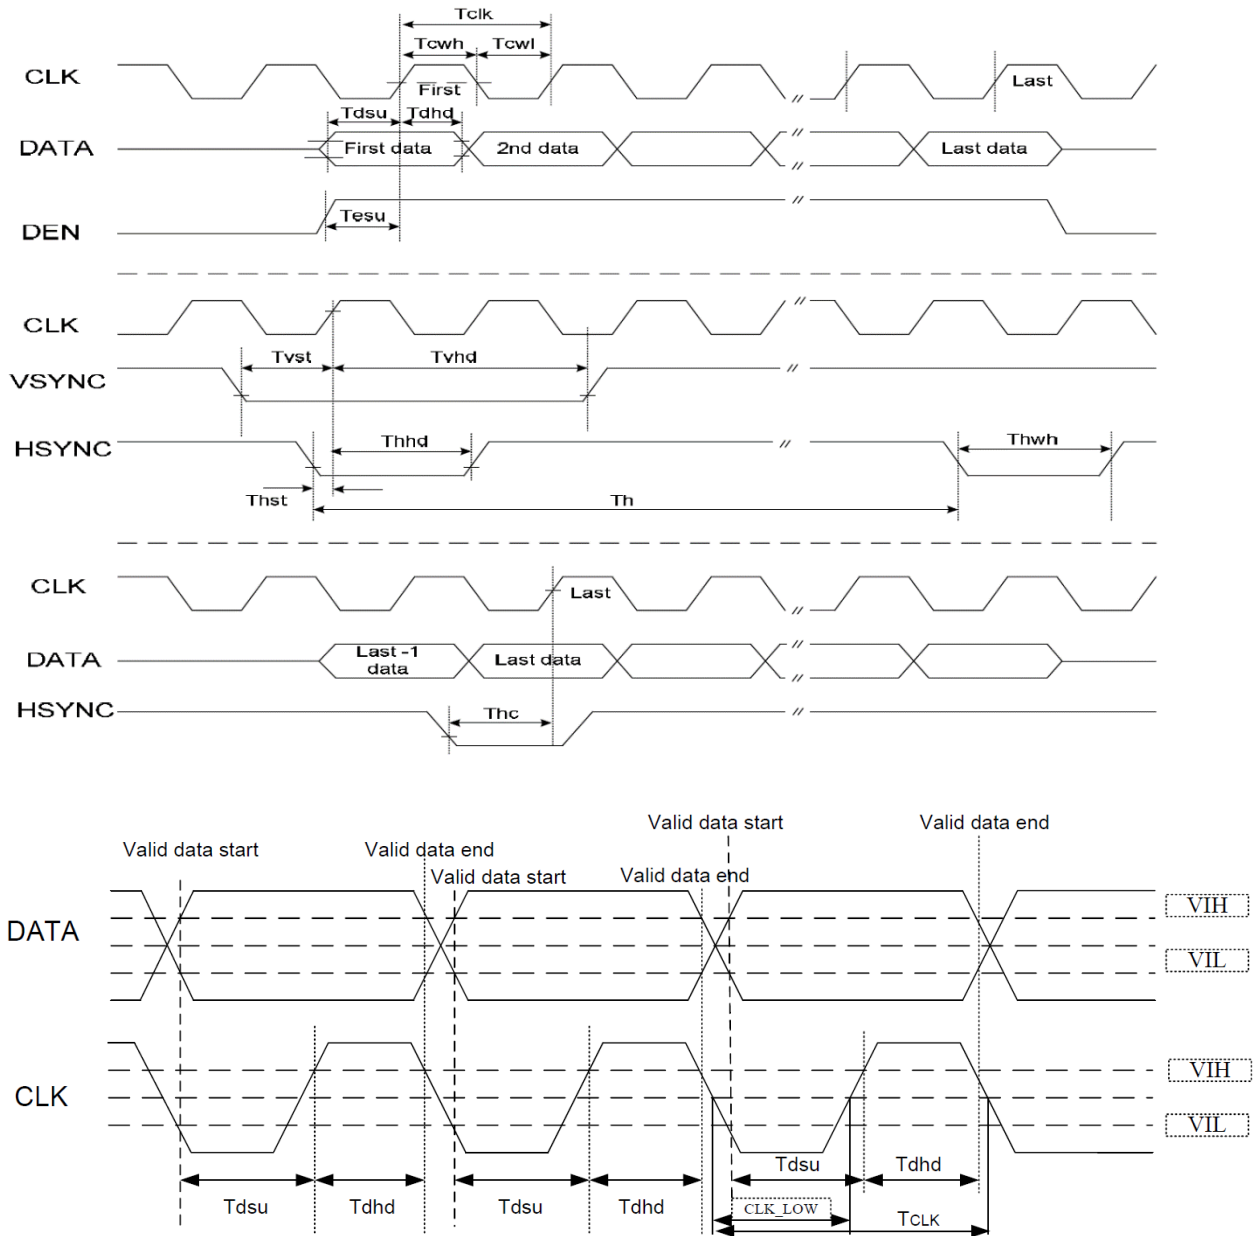 Tclk
Tcwh Tcwl
CLK First Last
Tdsu Tdhd
DATA First data 2nd data Last data
DEN Tesu
CLK
Tvst Tvhd
VSYNC
HSYNC Thhd Thwh
Thst Th
CLK Last
DATA Last -1 data Last data
HSYNC Thc
Valid data start Valid data end
Valid data start Valid data end
Valid data start Valid data end
DATA VIH
VIL
CLK VIH
VIL
Tdsu Tdhd Tdsu Tdhd Tdsu Tdhd
CLK_LOW TCLK